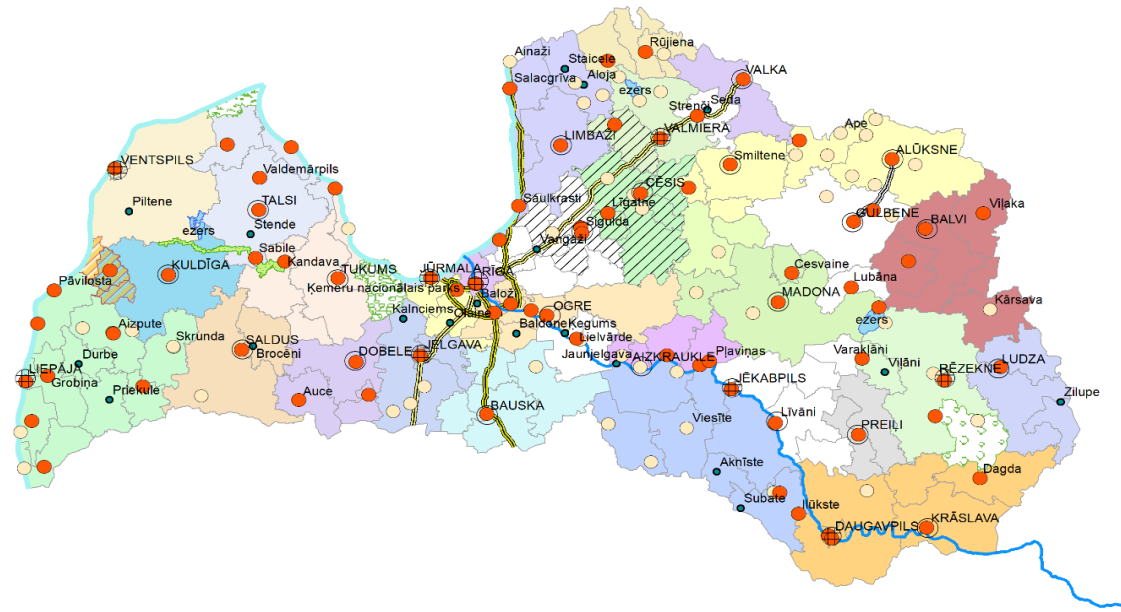 Ainaži
Rūjiena
Staicele
Aloja
Salacgrīva
ezers
VALKA
Seda
Strenči
VALMIERA
LIMBAŽI
Ape
ALŪKSNE
Smiltene
VENTSPILS
Valdemārpils
CĒSIS
Piltene
TALSI
Stende
ezers
Saulkrasti
Līgatne
Sigulda
Vangaži
GULBENE
BALVI
Viļaka
Sabile
Kandava
KULDĪGA
TUKUMS
JŪRMALA
RĪGA
Ķemeru nacionālais parks
Baloži
Pāvilosta
Cesvaine
Lubāna
MADONA
ezers
Kārsava
Kalnciems
Olaine
OGRE
Baldone
Ķegums
Lielvārde
Jaunjelgava
AIZKRAUKLE
Pļaviņas
Aizpute
Skrunda
Durbe
SALDUS
Brocēni
DOBELE
JELGAVA
Varakļāni
Viļāni
RĒZEKNE
LUDZA
Zilupe
LIEPĀJA
Grobiņa
Priekule
Auce
BAUSKA
JĒKABPILS
Viesīte
Līvāni
PREIĻI
Aknīste
Subate
Ilūkste
Dagda
DAUGAVPILS
KRĀSLAVA